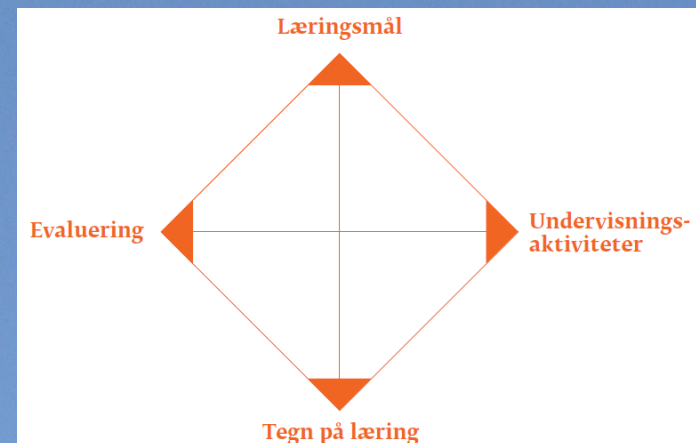 Læringsmål
Evaluering
Undervisnings-
aktiviteter
Tegn på læring